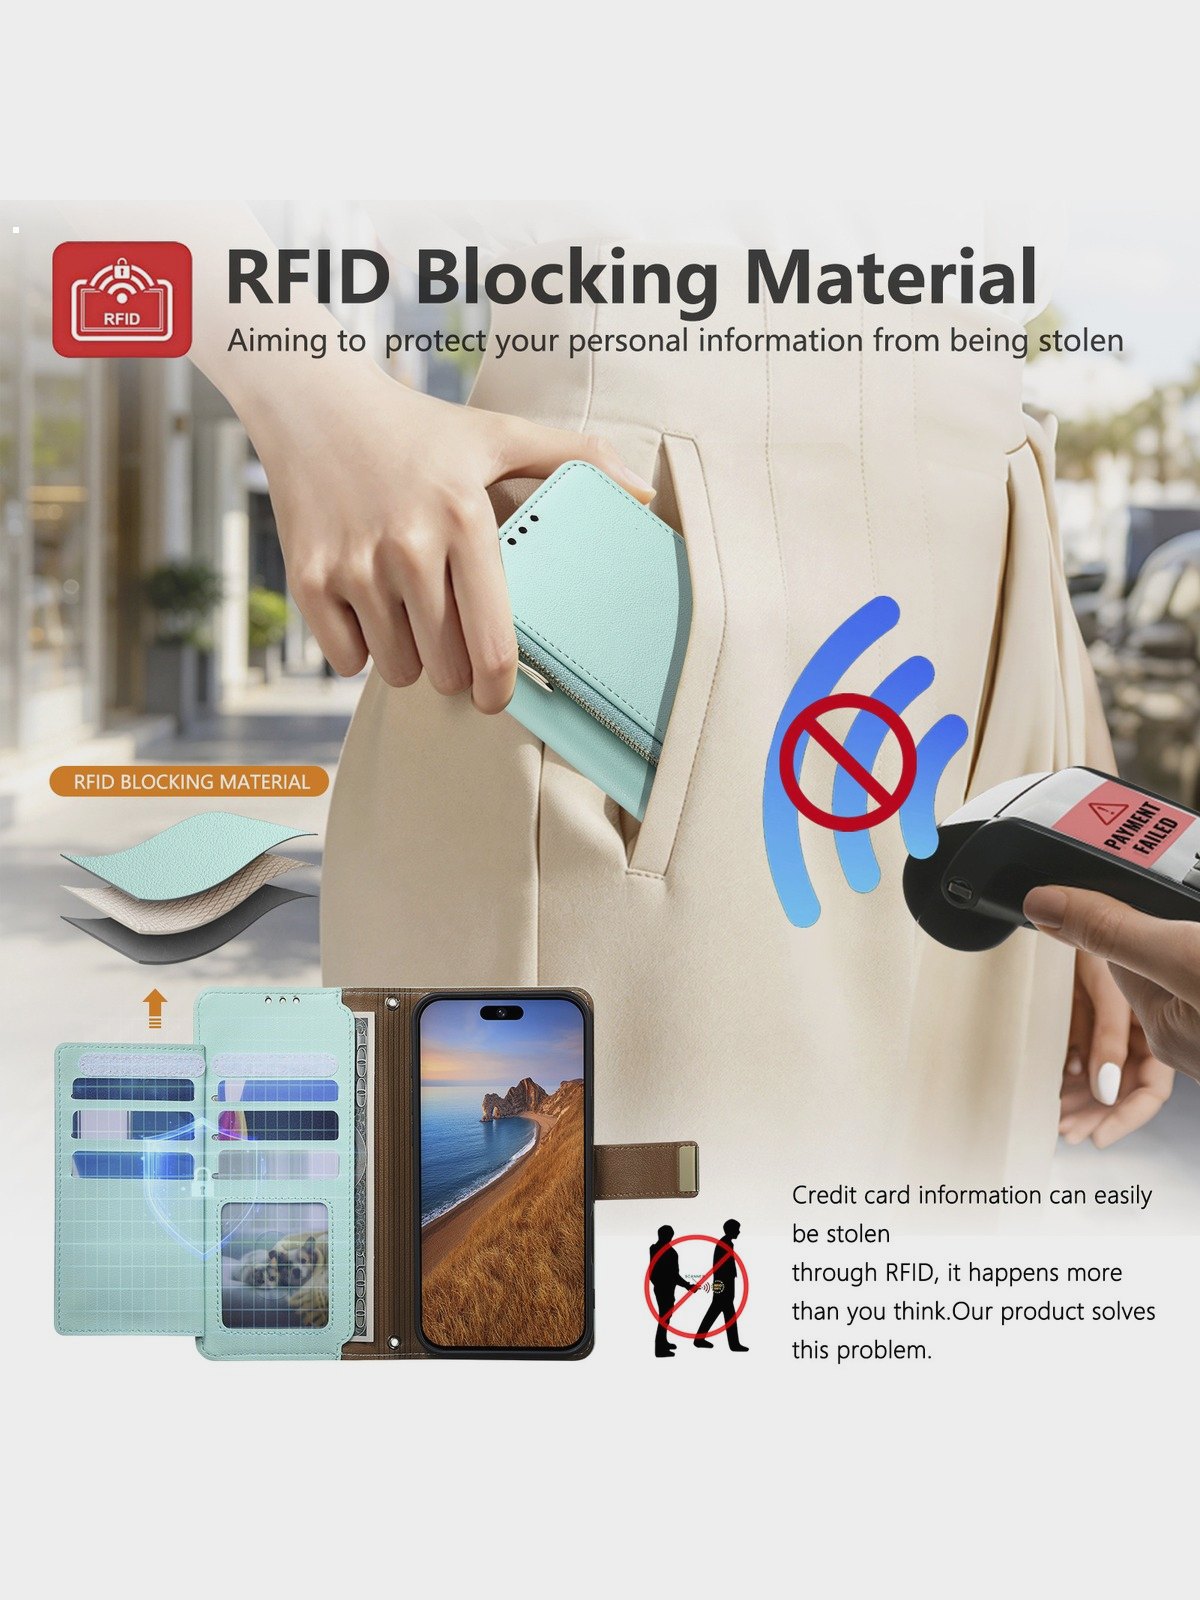 RFID
RFID Blocking Material
Aiming to  protect your personal information from being stolen
RFID BLOCKING MATERIAL
PAYMENT
FAILED
Credit card information can easily
be stolen
through RFID, it happens more
than you think.Our product solves
this problem.